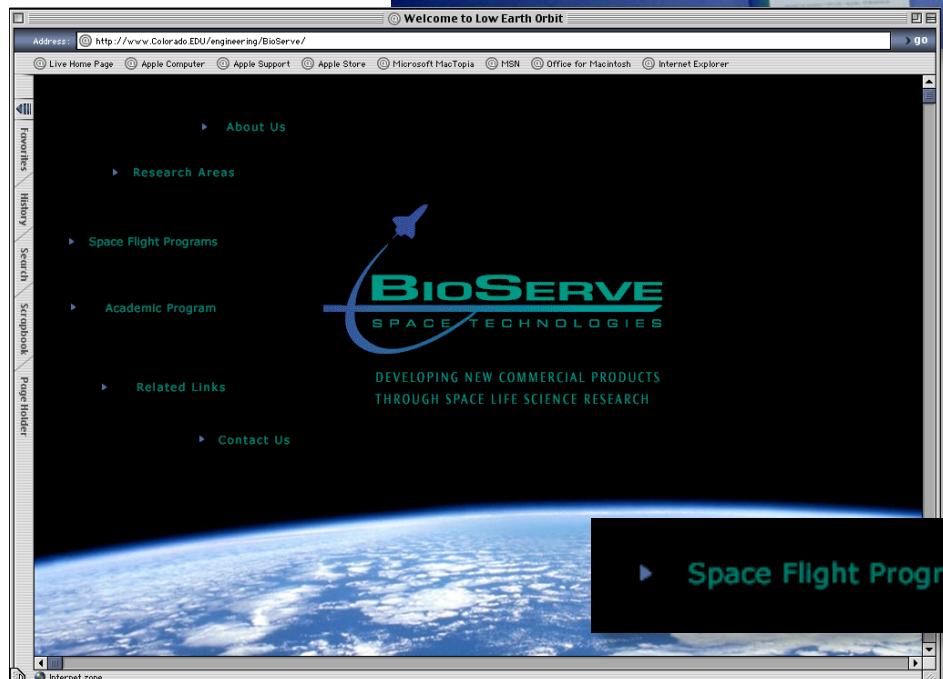 Welcome to Low Earth Orbit
Address: http://www.Colorado.EDU/engineering/BioServe/ go
Live Home Page Apple Computer Apple Support Apple Store Microsoft MacTopia MSN Office for Macintosh Internet Explorer
Favorites
History
Search
Scrapbook
Page Holder
About Us
Research Areas
Space Flight Programs
Academic Program
Related Links
Contact Us
BIOSERVE
SPACE TECHNOLOGIES
DEVELOPING NEW COMMERCIAL PRODUCTS
THROUGH SPACE LIFE SCIENCE RESEARCH
Space Flight Progr
Internet zone